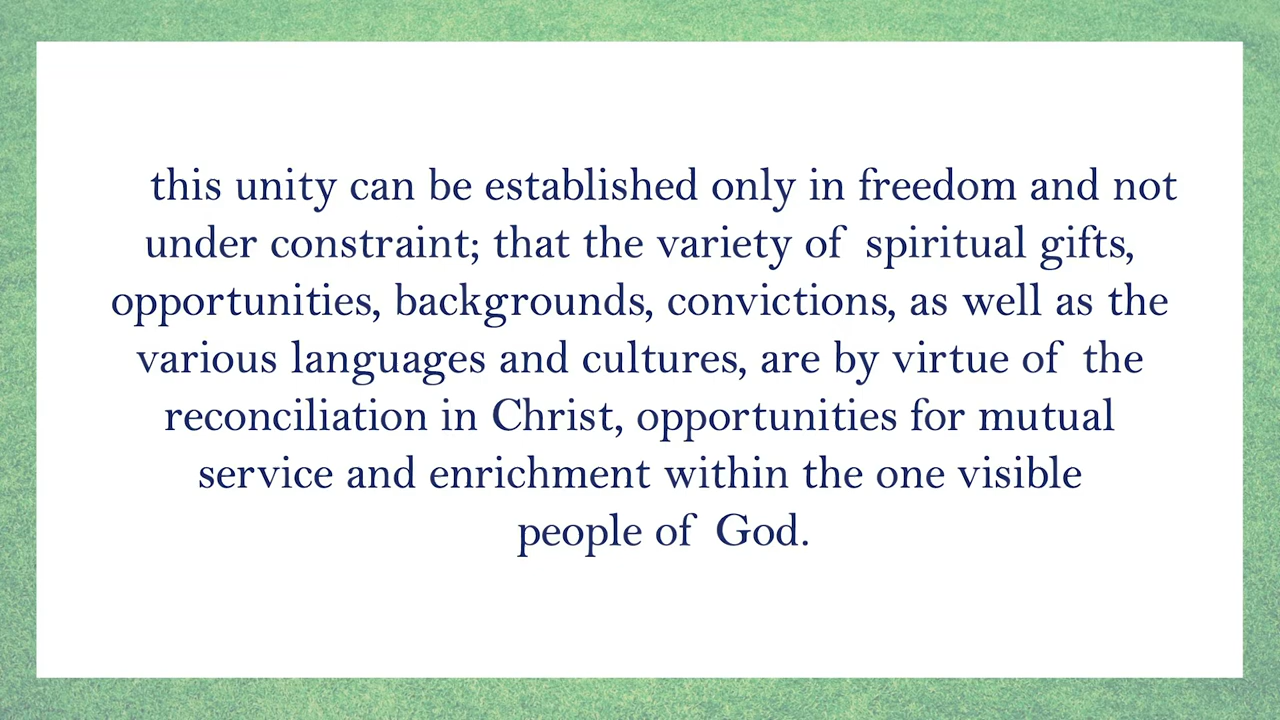 this unity can be established only in freedom and not
under constraint; that the variety of spiritual gifts,
opportunities, backgrounds, convictions, as well as the
various languages and cultures, are by virtue of the
reconciliation in Christ, opportunities for mutual
service and enrichment within the one visible
people of God.